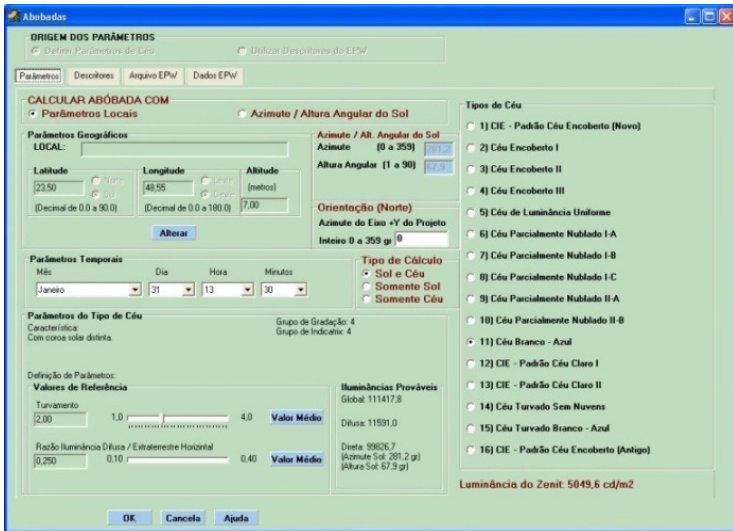 Abobadas
ORIGEM DOS PARÂMETROS
Definir Parâmetros de Céu
Utilizar Descritores do EPW
Parâmetros Descritores Arquivo EPW Dados EPW
CALCULAR ABÓBADA COM
Parâmetros Locais
Azimute / Altura Angular do Sol
Parâmetros Geográficos
LOCAL:
Latitude
23,50
Norte
Sul
(Decimal de 0.0 a 90.0)
Longitude
48,55
Leste
Oeste
(Decimal de 0.0 a 180.0)
Altitude
(metros)
7,00
Alterar
Azimute / Alt. Angular do Sol
Azimute (0 a 359) 281,2
Altura Angular (1 a 90) 67,9
Orientação (Norte)
Azimute do Eixo +Y do Projeto
Inteiro 0 a 359 gr 0
Parâmetros Temporais
Mês Dia Hora Minutos
Janeiro 31 13 30
Tipo de Cálculo
Sol e Céu
Somente Sol
Somente Céu
Parâmetros do Tipo de Céu
Característica:
Com coroa solar distinta.
Grupo de Gradação: 4
Grupo de Indicatrix: 4
Definição de Parâmetros:
Valores de Referência
Turvamento
2,00 1,0 4,0 Valor Médio
Razão Iluminância Difusa / Extraterrestre Horizintal
0,250 0,10 0,40 Valor Médio
Iluminâncias Prováveis
Global: 111417,8
Difusa: 11591,0
Direta: 99826,7
(Azimute Sol: 281,2 gr)
(Altura Sol: 67,9 gr)
Tipos de Céu
1) CIE - Padrão Céu Encoberto (Novo)
2) Céu Encoberto I
3) Céu Encoberto II
4) Céu Encoberto III
5) Céu de Luminância Uniforme
6) Céu Parcialmente Nublado I-A
7) Céu Parcialmente Nublado I-B
8) Céu Parcialmente Nublado I-C
9) Céu Parcialmente Nublado II-A
10) Céu Parcialmente Nublado II-B
11) Céu Branco - Azul
12) CIE - Padrão Céu Claro I
13) CIE - Padrão Céu Claro II
14) Céu Turvado Sem Nuvens
15) Céu Turvado Branco - Azul
16) CIE - Padrão Céu Encoberto (Antigo)
Luminância do Zenit: 5049,6 cd/m2
OK Cancela Ajuda